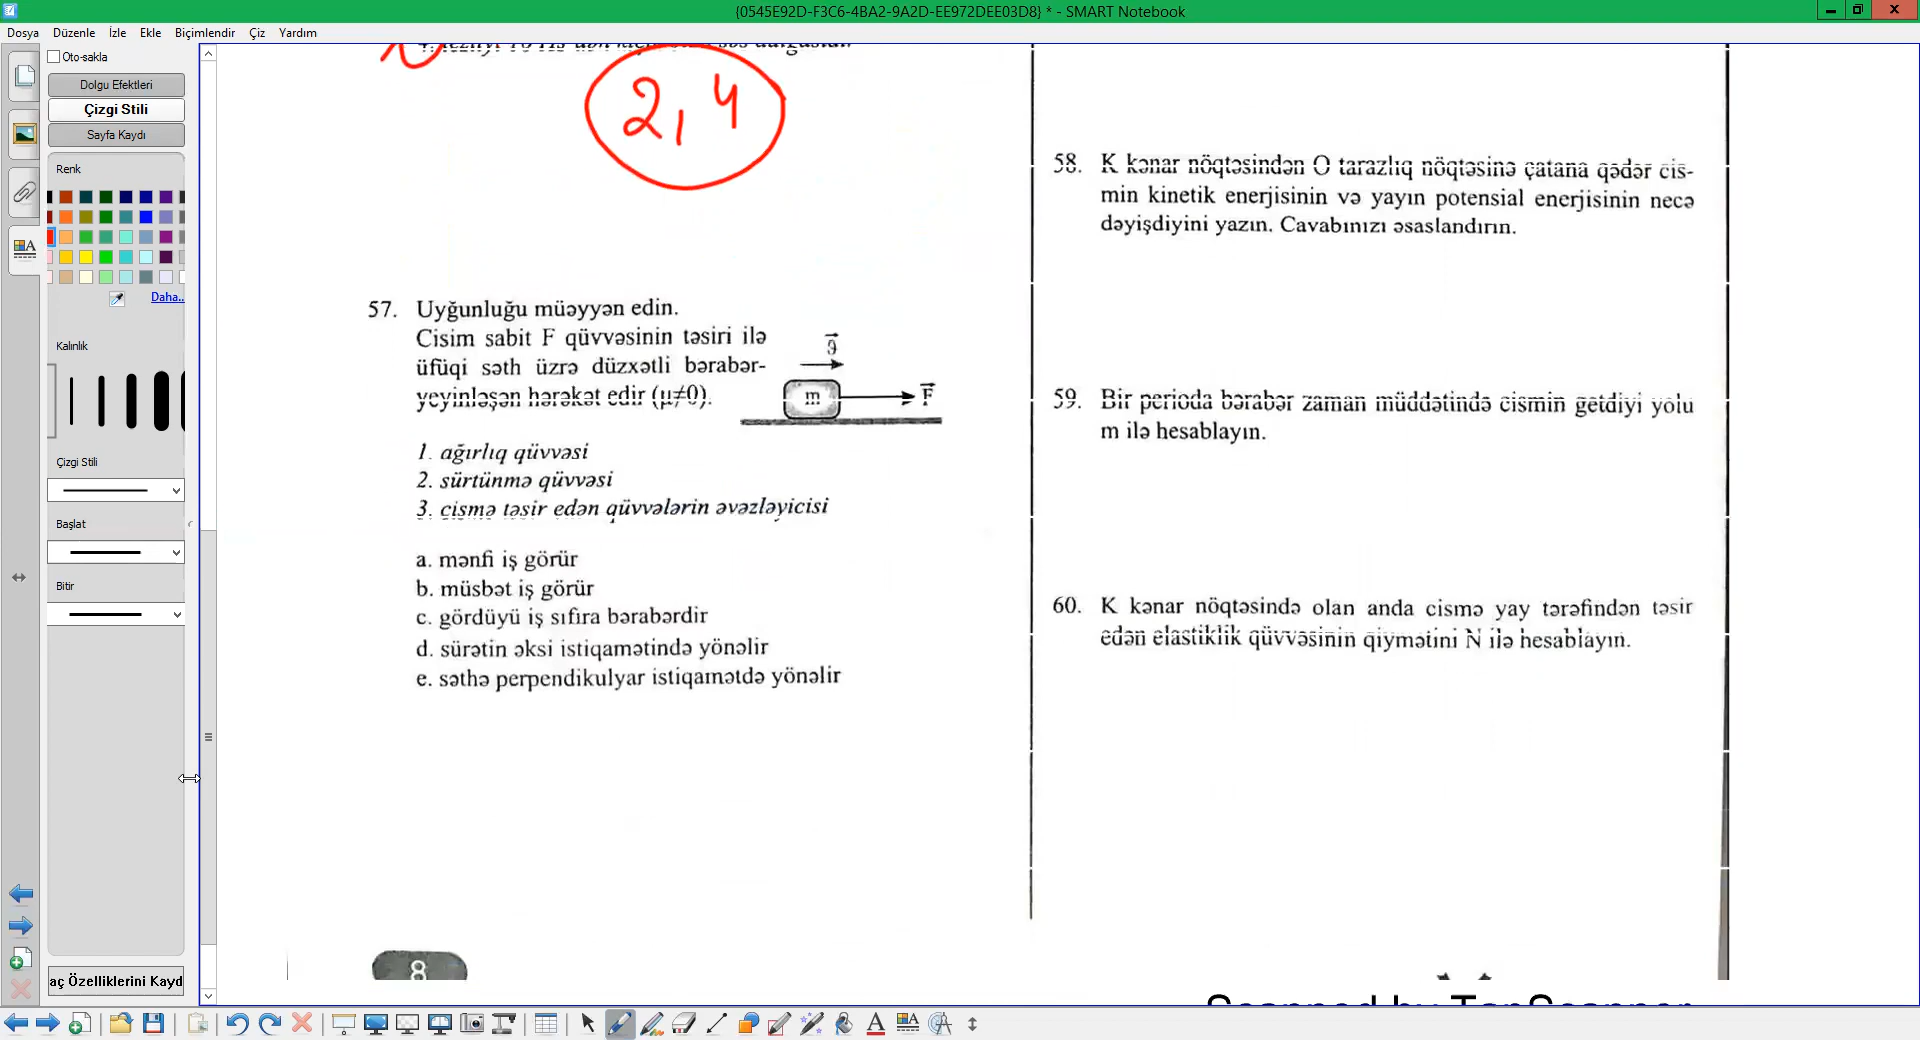 {0545E92D-F3C6-4BA2-9A2D-EE972DEE03D8} * - SMART Notebook
Dosya Düzenle İzle Ekle Biçimlendir Çiz Yardım
Oto-sakla
Dolgu Efektleri
Çizgi Stili
Sayfa Kaydı
Renk
Daha..
Kalınlık
Çizgi Stili
Başlat
Bitir
aç Özelliklerini Kayd
2, 4
57. Uyğunluğu müəyyən edin.
Cisim sabit F qüvvəsinin təsiri ilə
üfüqi səth üzrə düzxətli bərabər-
yeyinləşən hərəkət edir (μ≠0).
ϑ
m
F
1. ağırlıq qüvvəsi
2. sürtünmə qüvvəsi
3. cismə təsir edən qüvvələrin əvəzləyicisi
a. mənfi iş görür
b. müsbət iş görür
c. gördüyü iş sıfıra bərabərdir
d. sürətin əksi istiqamətində yönəlir
e. səthə perpendikulyar istiqamətdə yönəlir
8
58. K kənar nöqtəsindən O tarazlıq nöqtəsinə çatana qədər cis-
min kinetik enerjisinin və yayın potensial enerjisinin necə
dəyişdiyini yazın. Cavabınızı əsaslandırın.
59. Bir perioda bərabər zaman müddətində cismin getdiyi yolu
m ilə hesablayın.
60. K kənar nöqtəsində olan anda cismə yay tərəfindən təsir
edən elastiklik qüvvəsinin qiymətini N ilə hesablayın.
Scanned by TapScanner